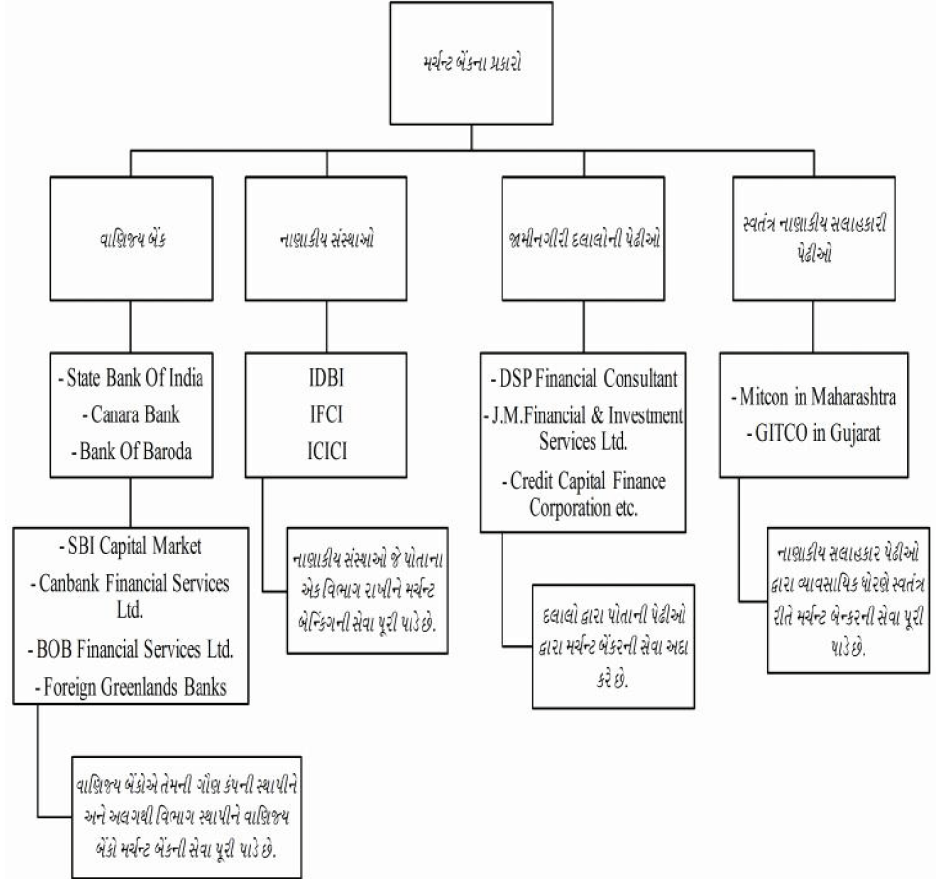 મર્ચન્ટ બેંકના પ્રકારો
વાણિજ્ય બેંક
નાણાકીય સંસ્થાઓ
જામીનગીરી દલાલોની પેઢીઓ
સ્વતંત્ર નાણાકીય સલાહકારી
પેઢીઓ
- State Bank Of India
- Canara Bank
- Bank Of Baroda
IDBI
IFCI
ICICI
- DSP Financial Consultant
- J.M.Financial & Investment
Services Ltd.
- Credit Capital Finance
Corporation etc.
- Mitcon in Maharashtra
- GITCO in Gujarat
- SBI Capital Market
- Canbank Financial Services
Ltd.
- BOB Financial Services Ltd.
- Foreign Greenlands Banks
નાણાકીય સંસ્થાઓ જે પોતાના
એક વિભાગ રાખીને મર્ચન્ટ
બેન્કિંગની સેવા પૂરી પાડે છે.
દલાલો દ્વારા પોતાની પેઢીઓ
દ્વારા મર્ચન્ટ બેંકરની સેવા અદા
કરે છે.
નાણાકીય સલાહકાર પેઢીઓ
દ્વારા વ્યાવસાયિક ધોરણે સ્વતંત્ર
રીતે મર્ચન્ટ બેન્કરની સેવા પૂરી
પાડે છે.
વાણિજ્ય બેંકોએ તેમની ગૌણ કંપની સ્થાપીને
અને અલગથી વિભાગ સ્થાપીને વાણિજ્ય
બેંકો મર્ચન્ટ બેંકની સેવા પૂરી પાડે છે.